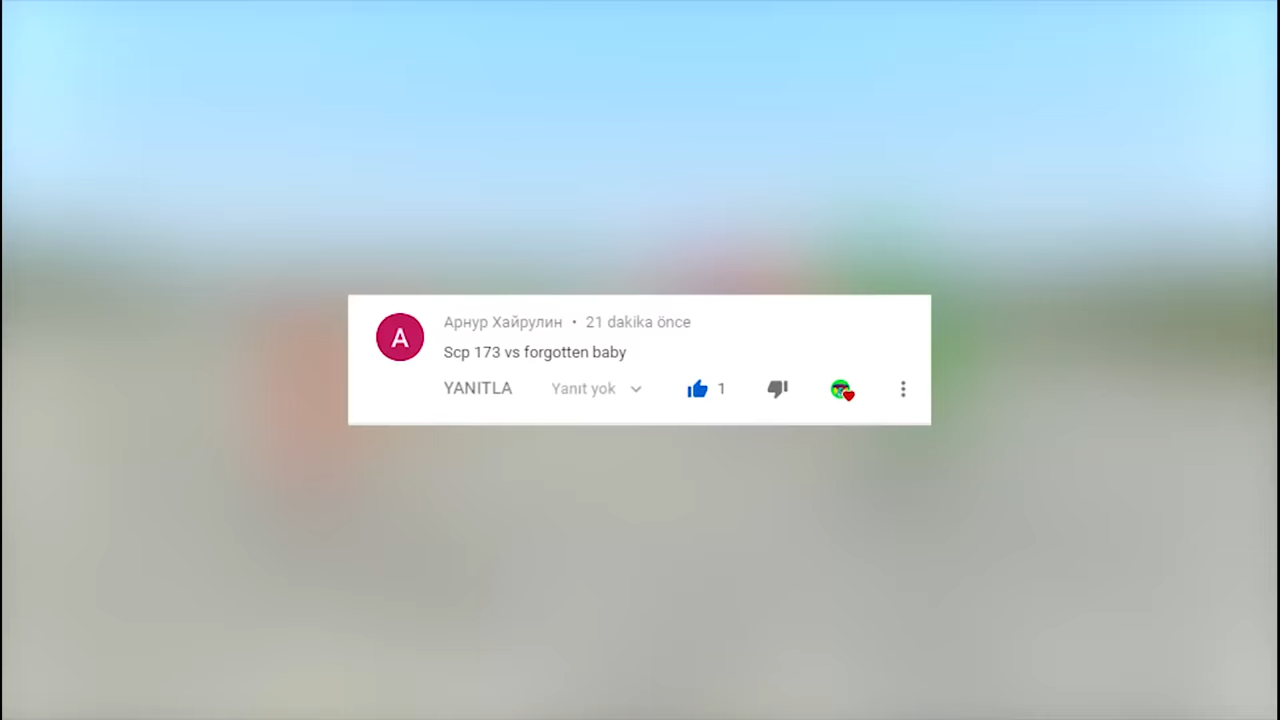 A
Арнур Хайрулин • 21 dakika önce
Scp 173 vs forgotten baby
YANITLA Yanıt yok 1